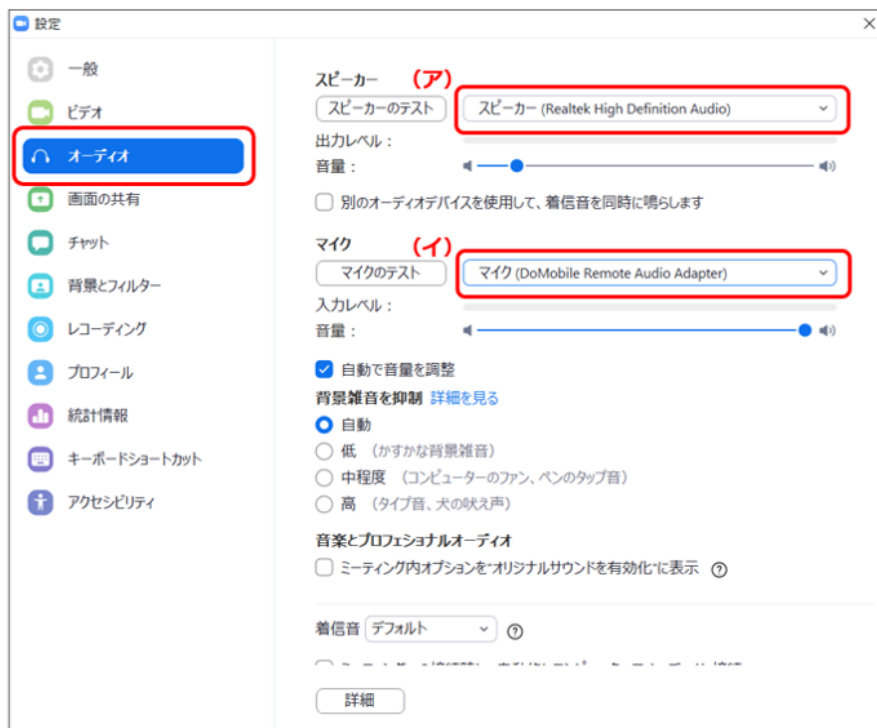 設定
一般
ビデオ
オーディオ
画面の共有
チャット
背景とフィルター
レコーディング
プロフィール
統計情報
キーボードショートカット
アクセシビリティ
スピーカー (ア)
スピーカーのテスト スピーカー (Realtek High Definition Audio)
出力レベル：
音量：
別のオーディオデバイスを使用して、着信音を同時に鳴らします
マイク (イ)
マイクのテスト マイク (DoMobile Remote Audio Adapter)
入力レベル：
音量：
自動で音量を調整
背景雑音を抑制 詳細を見る
自動
低 (かすかな背景雑音)
中程度 (コンピューターのファン、ペンのタップ音)
高 (タイプ音、犬の吠え声)
音楽とプロフェショナルオーディオ
ミーティング内オプションを"オリジナルサウンドを有効化"に表示
着信音 デフォルト
詳細